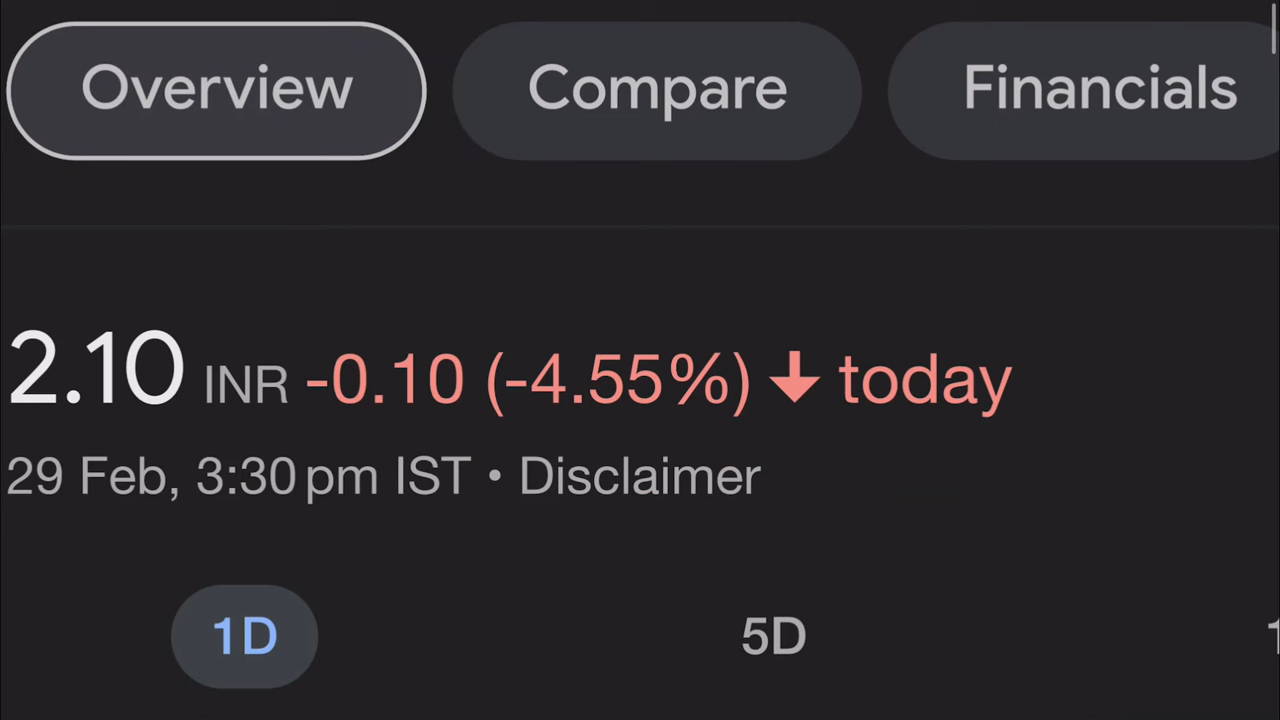 Overview Compare Financials
2.10 INR -0.10 (-4.55%) ↓ today
29 Feb, 3:30 pm IST • Disclaimer
1D 5D